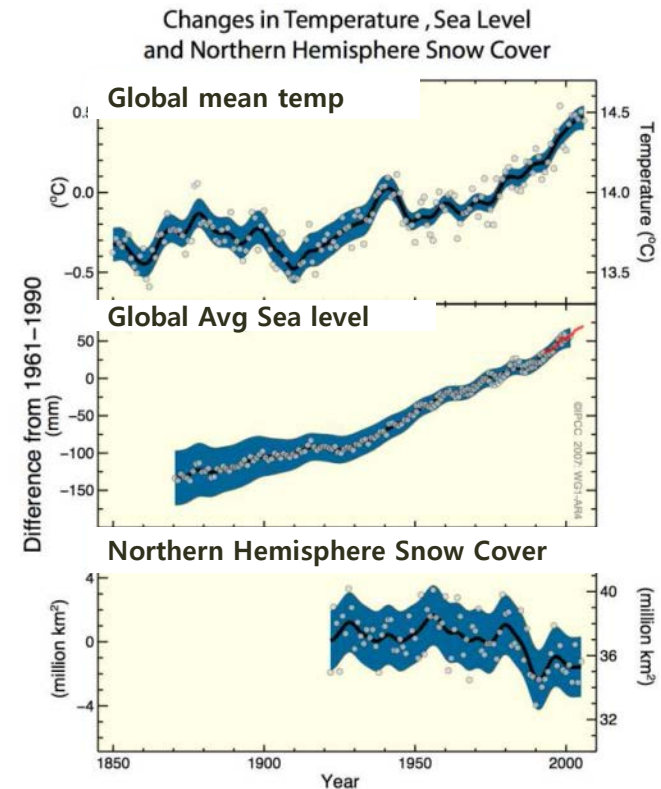 Changes in Temperature , Sea Level
and Northern Hemisphere Snow Cover
Global mean temp
0.0
−0.5
(°C)
14.5
14.0
13.5
Temperature (°C)
Global Avg Sea level
50
0
−50
−100
−150
Difference from 1961–1990
(mm)
©IPCC 2007: WG1-AR4
Northern Hemisphere Snow Cover
4
0
−4
(million km²)
40
36
32
(million km²)
1850
1900
1950
2000
Year